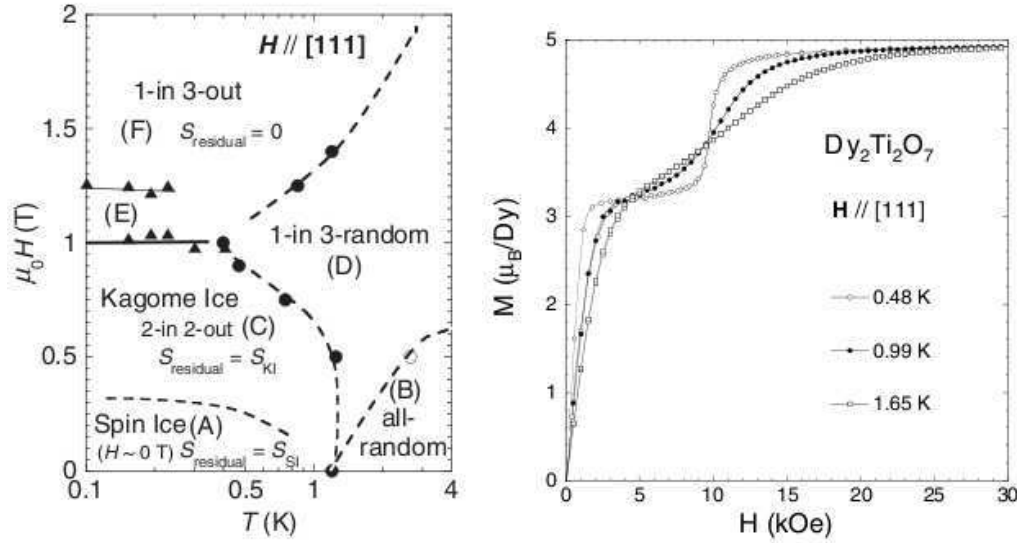 2
1.5
1
0.5
0
μ₀H (T)
H // [111]
1-in 3-out
(F)
S_residual = 0
(E)
1-in 3-random
(D)
Kagome Ice
2-in 2-out (C)
S_residual = S_KI
(B)
all-
random
Spin Ice (A)
(H ~ 0 T) S_residual = S_SI
0.1
0.5
1
4
T (K)
5
4
3
2
1
0
M (μ_B/Dy)
Dy₂Ti₂O₇
H // [111]
0.48 K
0.99 K
1.65 K
0
5
10
15
20
25
30
H (kOe)